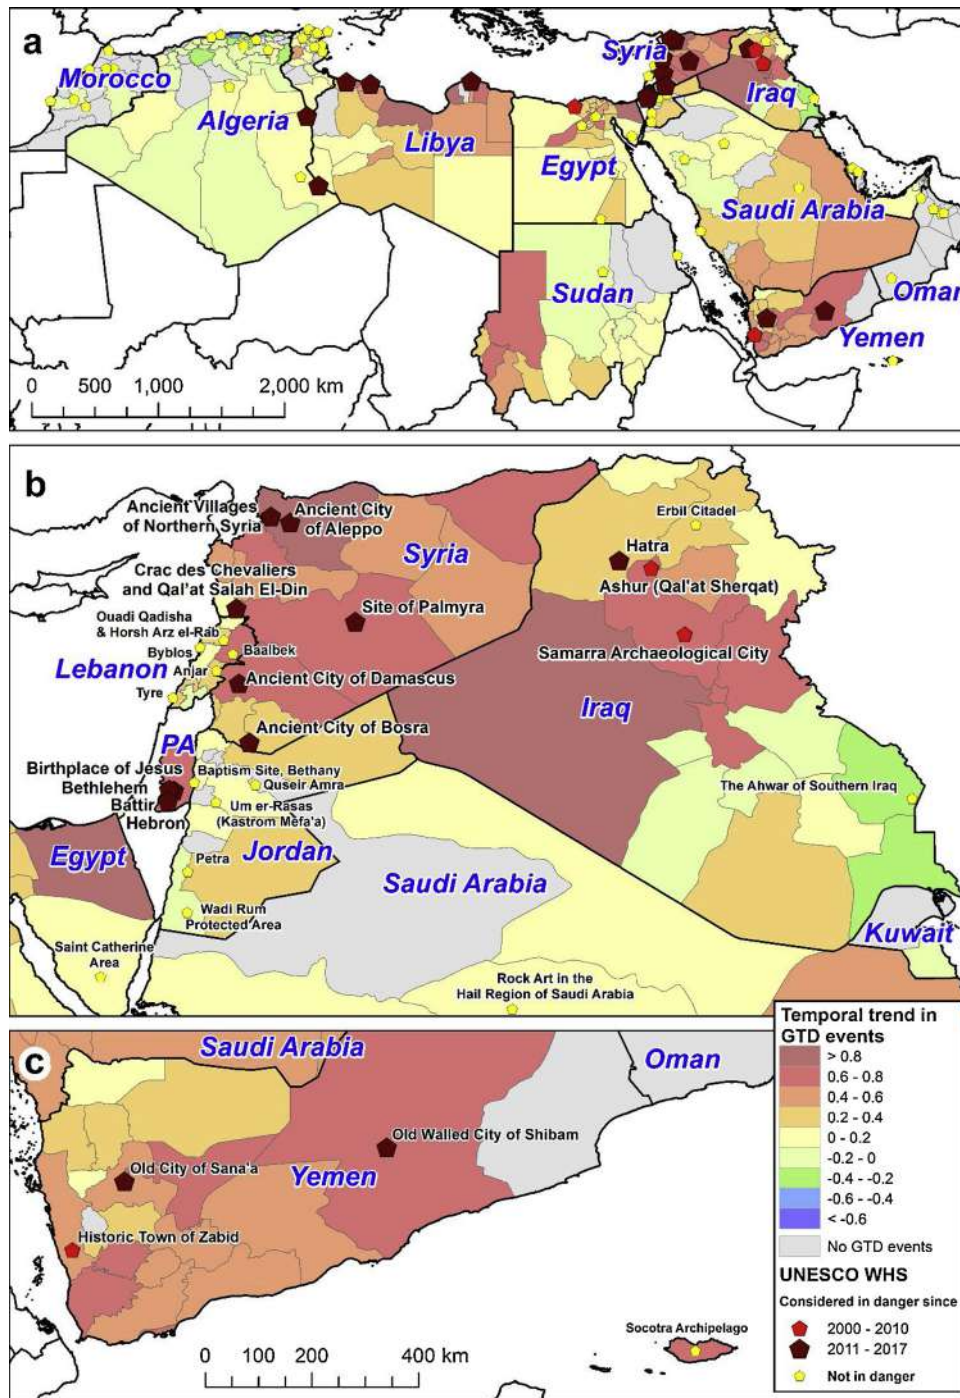 a
Morocco
Algeria
Libya
Egypt
Syria
Iraq
Saudi Arabia
Sudan
Oman
Yemen
0 500 1,000 2,000 km
b
Ancient Villages
of Northern Syria
Ancient City
of Aleppo
Syria
Erbil Citadel
Hatra
Ashur (Qal'at Sherqat)
Crac des Chevaliers
and Qal'at Salah El-Din
Site of Palmyra
Ouadi Qadisha
& Horsh Arz el-Rab
Samarra Archaeological City
Byblos
Baalbek
Lebanon
Anjar
Ancient City of Damascus
Tyre
Iraq
Ancient City of Bosra
PA
Birthplace of Jesus
Bethlehem
Battir
Hebron
Baptism Site, Bethany
Quseir Amra
Um er-Rasas
(Kastrom Mefa'a)
The Ahwar of Southern Iraq
Egypt
Petra
Jordan
Saudi Arabia
Wadi Rum
Protected Area
Kuwait
Saint Catherine
Area
Rock Art in the
Hail Region of Saudi Arabia
c
Saudi Arabia
Oman
Old Walled City of Shibam
Old City of Sana'a
Yemen
Historic Town of Zabid
Socotra Archipelago
0 100 200 400 km
Temporal trend in
GTD events
> 0.8
0.6 - 0.8
0.4 - 0.6
0.2 - 0.4
0 - 0.2
-0.2 - 0
-0.4 - -0.2
-0.6 - -0.4
< -0.6
No GTD events
UNESCO WHS
Considered in danger since
2000 - 2010
2011 - 2017
Not in danger